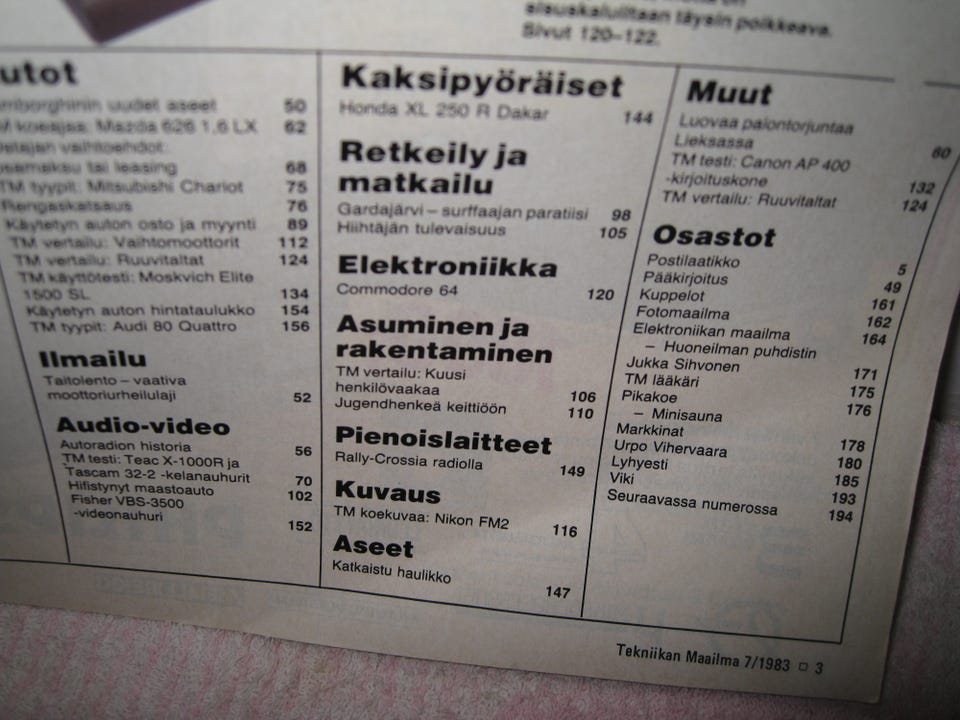 sisuskaluiltaan täysin poikkeava.
Sivut 120–122.
utot
mborghinin uudet aseet 50
M koeajaa: Mazda 626 1,6 LX 62
vaihtoehdot:
osamaksu tai leasing 68
TM tyypit: Mitsubishi Chariot 75
Rengaskatsaus 76
Käytetyn auton osto ja myynti 89
TM vertailu: Vaihtomoottorit 112
TM vertailu: Ruuvitaltat 124
TM käyttötesti: Moskvich Elite
1500 SL 134
Käytetyn auton hintataulukko 154
TM tyypit: Audi 80 Quattro 156
Ilmailu
Taitolento – vaativa
moottoriurheilulaji 52
Audio-video
Autoradion historia 56
TM testi: Teac X-1000R ja
Tascam 32-2 -kelanauhurit 70
Hifistynyt maastoauto 102
Fisher VBS-3500
-videonauhuri 152
Kaksipyöräiset
Honda XL 250 R Dakar 144
Retkeily ja
matkailu
Gardajärvi – surffaajan paratiisi 98
Hiihtäjän tulevaisuus 105
Elektroniikka
Commodore 64 120
Asuminen ja
rakentaminen
TM vertailu: Kuusi
henkilövaakaa 106
Jugendhenkeä keittiöön 110
Pienoislaitteet
Rally-Crossia radiolla 149
Kuvaus
TM koekuvaa: Nikon FM2 116
Aseet
Katkaistu haulikko 147
Muut
Luovaa palontorjuntaa
Lieksassa 60
TM testi: Canon AP 400
-kirjoituskone 132
TM vertailu: Ruuvitaltat 124
Osastot
Postilaatikko 5
Pääkirjoitus 49
Kuppelot 161
Fotomaailma 162
Elektroniikan maailma 164
– Huoneilman puhdistin
Jukka Sihvonen 171
TM lääkäri 175
Pikakoe 176
– Minisauna
Markkinat 178
Urpo Vihervaara 180
Lyhyesti 185
Viki 193
Seuraavassa numerossa 194
Tekniikan Maailma 7/1983 □ 3